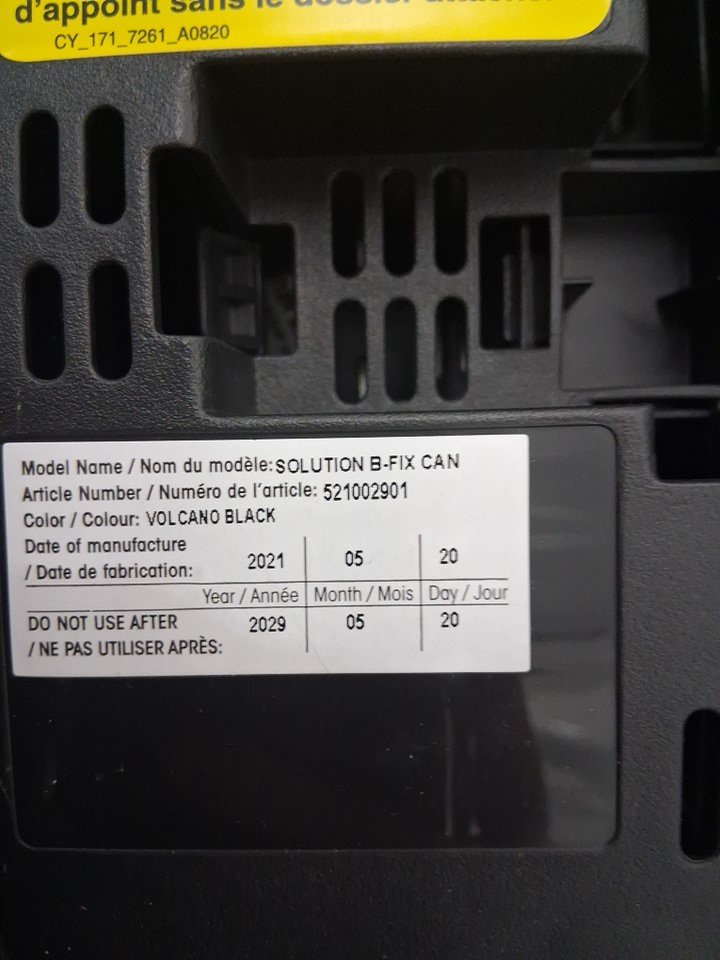 d'appoint sans le dossier
CY_171_7261_A0820
Model Name / Nom du modèle: SOLUTION B-FIX CAN
Article Number / Numéro de l'article: 521002901
Color / Colour: VOLCANO BLACK
Date of manufacture
/ Date de fabrication: 2021 05 20
Year / Année Month / Mois Day / Jour
DO NOT USE AFTER 2029 05 20
/ NE PAS UTILISER APRÈS: